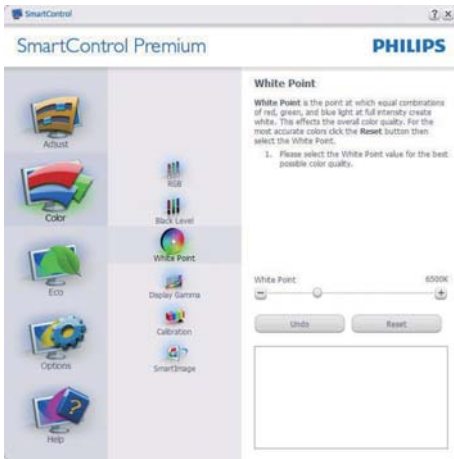 SmartControl
SmartControl Premium
PHILIPS
Adjust
Color
Eco
Options
Help
RGB
Black Level
White Point
Display Gamma
Calibration
SmartImage
White Point
White Point is the point at which equal combinations
of red, green, and blue light at full intensity create
white. This effects the overall color quality. For the
most accurate colors click the Reset button then
select the White Point.
1. Please select the White Point value for the best
possible color quality.
White Point 6500K
Undo Reset